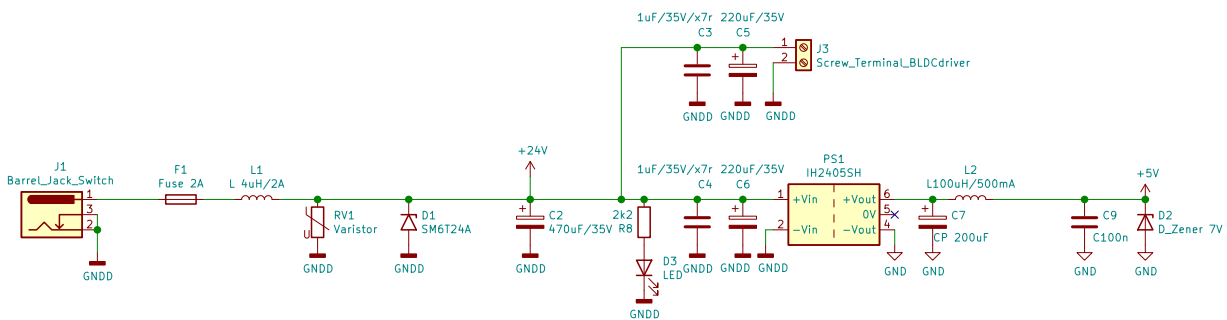 1uF/35V/x7r 220uF/35V
C3 C5
1
2
J3
Screw_Terminal_BLDCdriver
+
GNDD GNDD GNDD
J1
Barrel_Jack_Switch
1
3
2
GNDD
F1
Fuse 2A
L1
L 4uH/2A
RV1
Varistor
U
GNDD
D1
SM6T24A
GNDD
+24V
+
C2
470uF/35V
GNDD
2k2
R8
D3
LED
GNDD
1uF/35V/x7r 220uF/35V
C4 C6
+
GNDD GNDD GNDD
PS1
IH2405SH
1 +Vin +Vout 6
0V 5
2 -Vin -Vout 4
GND
L2
L100uH/500mA
+
C7
CP 200uF
GND
C9
C100n
GND
+5V
D2
D_Zener 7V
GND